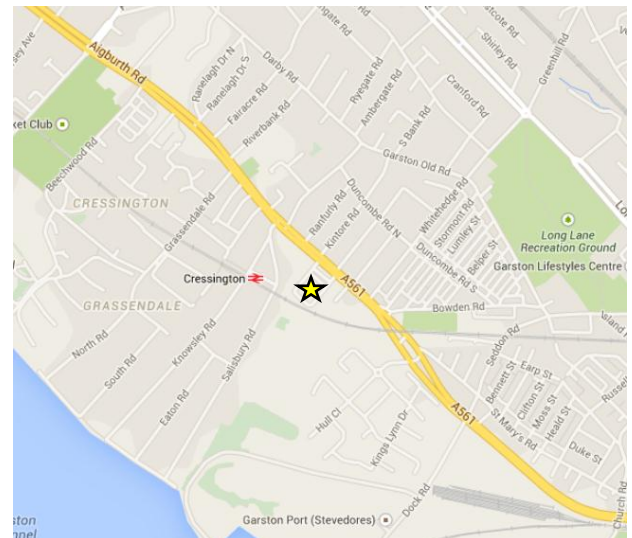 Aigburth Rd
Ranelagh Dr N
Ranelagh Dr S
Fairacre Rd
Riverbank Rd
Darby Rd
Ryegate Rd
Ambergate Rd
S Bank Rd
Cranford Rd
Shirley Rd
Greenhill Rd
Garston Old Rd
Beechwood Rd
CRESSINGTON
Grassendale Rd
Ranfurly Rd
Kintore Rd
Duncombe Rd N
Whitehedge Rd
Stormont Rd
Lumley St
Duncombe Rd S
Belper St
Long Lane
Recreation Ground
Garston Lifestyles Centre
Cressington
A561
Bowden Rd
GRASSENDALE
North Rd
South Rd
Knowsley Rd
Eaton Rd
Salisbury Rd
Seddon Rd
Bennett St
Earp St
Clifton St
Moss St
Heald St
St Mary's Rd
Duke St
A561
Hull Cl
Kings Lynn Dr
Dock Rd
Church Rd
Garston Port (Stevedores)